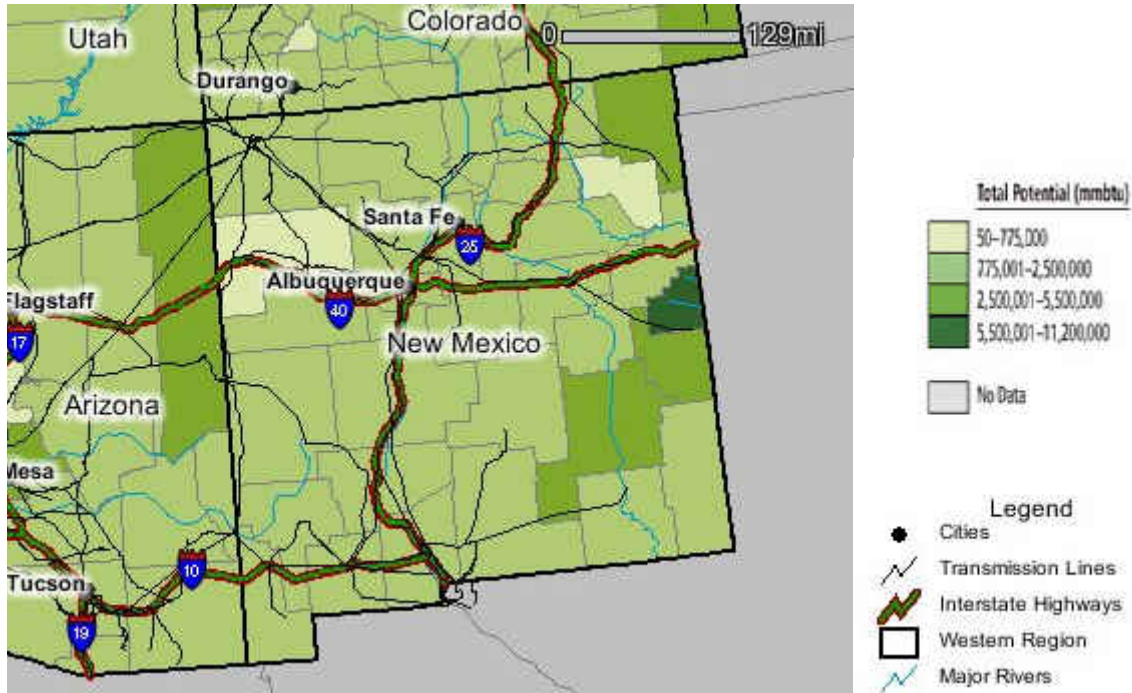 Utah
Colorado
0 129mi
Durango
Santa Fe
25
Albuquerque
40
Flagstaff
17
New Mexico
Arizona
Mesa
10
Tucson
19
Total Potential (mmbtu)
50–775,000
775,001–2,500,000
2,500,001–5,500,000
5,500,001–11,200,000
No Data
Legend
Cities
Transmission Lines
Interstate Highways
Western Region
Major Rivers